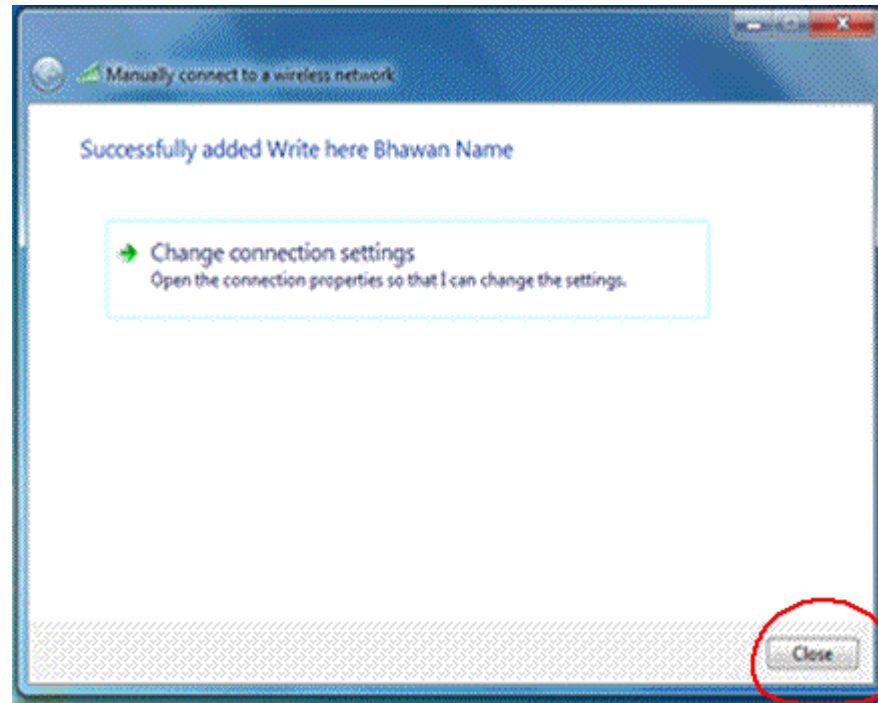 Manually connect to a wireless network
Successfully added Write here Bhawan Name
Change connection settings
Open the connection properties so that I can change the settings.
Close